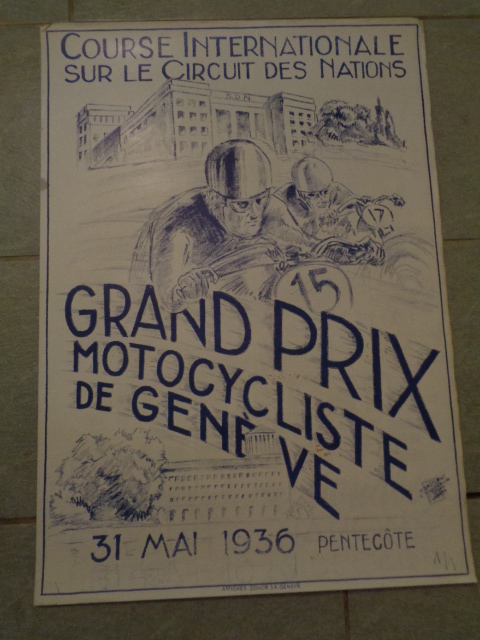 COURSE INTERNATIONALE
SUR LE CIRCUIT DES NATIONS
S.D.N.
17
15
GRAND PRIX
MOTOCYCLISTE
DE GENÈVE
31 MAI 1936 PENTECÔTE